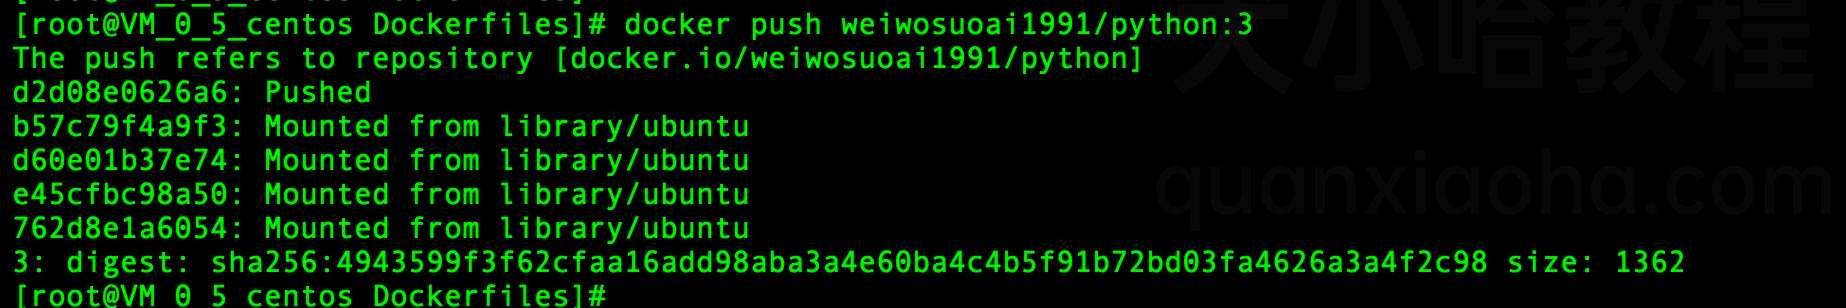 [root@VM_0_5_centos Dockerfiles]# docker push weiwosuoai1991/python:3
The push refers to repository [docker.io/weiwosuoai1991/python]
d2d08e0626a6: Pushed
b57c79f4a9f3: Mounted from library/ubuntu
d60e01b37e74: Mounted from library/ubuntu
e45cfbc98a50: Mounted from library/ubuntu
762d8e1a6054: Mounted from library/ubuntu
3: digest: sha256:4943599f3f62cfaa16add98aba3a4e60ba4c4b5f91b72bd03fa4626a3a4f2c98 size: 1362
[root@VM_0_5_centos Dockerfiles]#
犬小哈教程
quanxiaoha.com